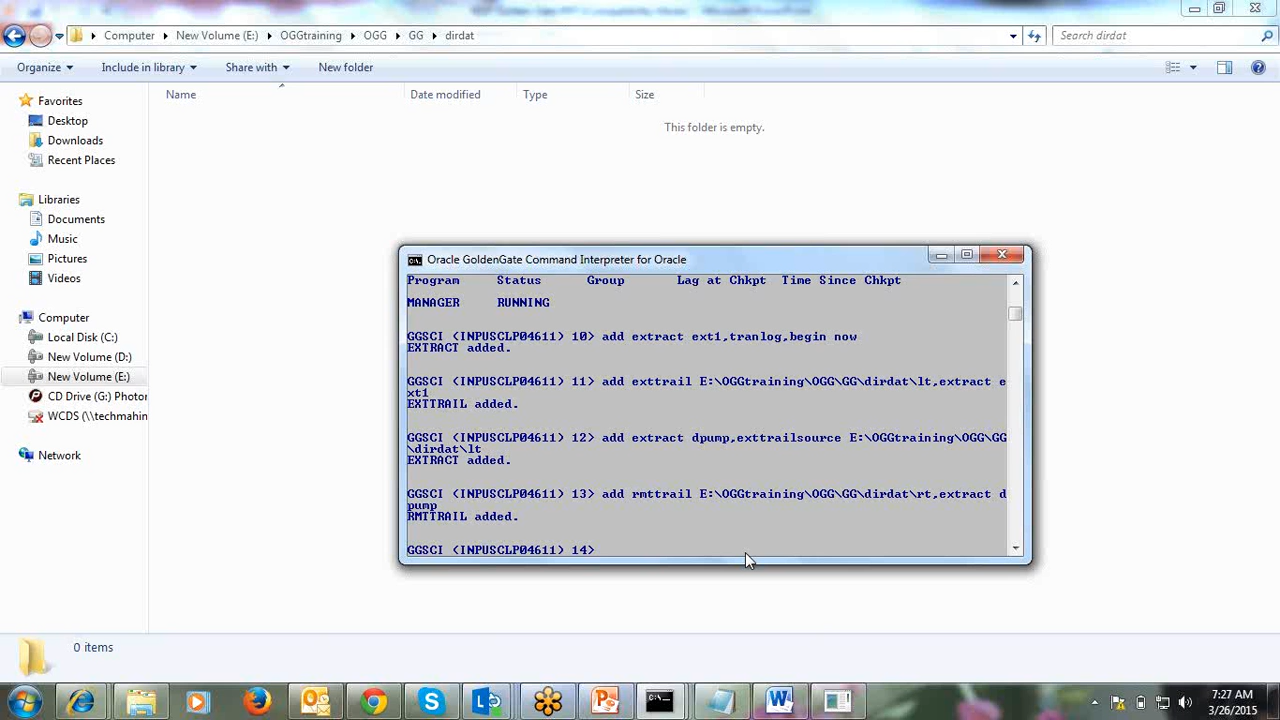 Computer New Volume (E:) OGGtraining OGG GG dirdat
Search dirdat
Organize Include in library Share with New folder
Name Date modified Type Size
This folder is empty.
Favorites
Desktop
Downloads
Recent Places
Libraries
Documents
Music
Pictures
Videos
Computer
Local Disk (C:)
New Volume (D:)
New Volume (E:)
CD Drive (G:) Photon
WCDS (\\techmahin
Network
Oracle GoldenGate Command Interpreter for Oracle
Program Status Group Lag at Chkpt Time Since Chkpt
MANAGER RUNNING
GGSCI (INPUSCLP04611) 10> add extract ext1,tranlog,begin now
EXTRACT added.
GGSCI (INPUSCLP04611) 11> add exttrail E:\OGGtraining\OGG\GG\dirdat\lt,extract e
xt1
EXTTRAIL added.
GGSCI (INPUSCLP04611) 12> add extract dpump,exttrailsource E:\OGGtraining\OGG\GG
\dirdat\lt
EXTRACT added.
GGSCI (INPUSCLP04611) 13> add rmttrail E:\OGGtraining\OGG\GG\dirdat\rt,extract d
pump
RMTTRAIL added.
GGSCI (INPUSCLP04611) 14>
0 items
7:27 AM
3/26/2015